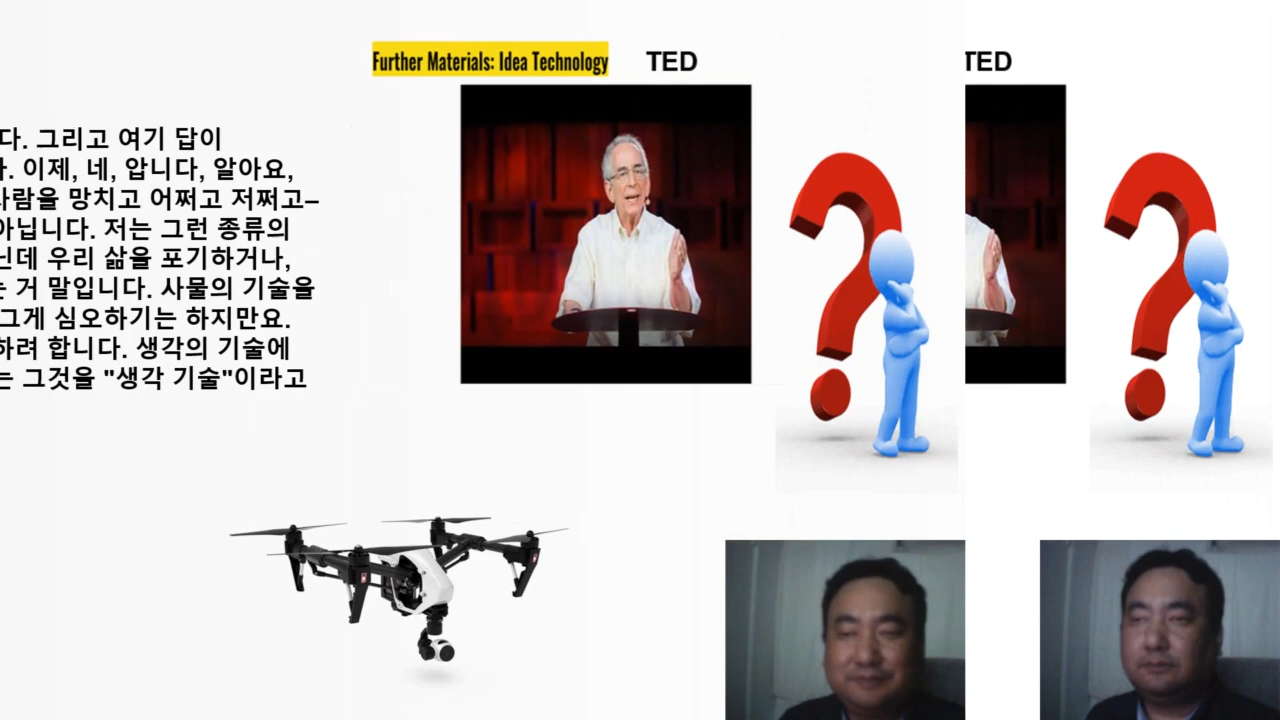 Further Materials: Idea Technology
TED
TED
다. 그리고 여기 답이
이제, 네, 압니다, 알아요,
사람을 망치고 어쩌고 저쩌고–
아닙니다. 저는 그런 종류의
우리 삶을 포기하거나,
거 말입니다. 사물의 기술을
그게 심오하기는 하지만요.
하려 합니다. 생각의 기술에
는 그것을 "생각 기술"이라고